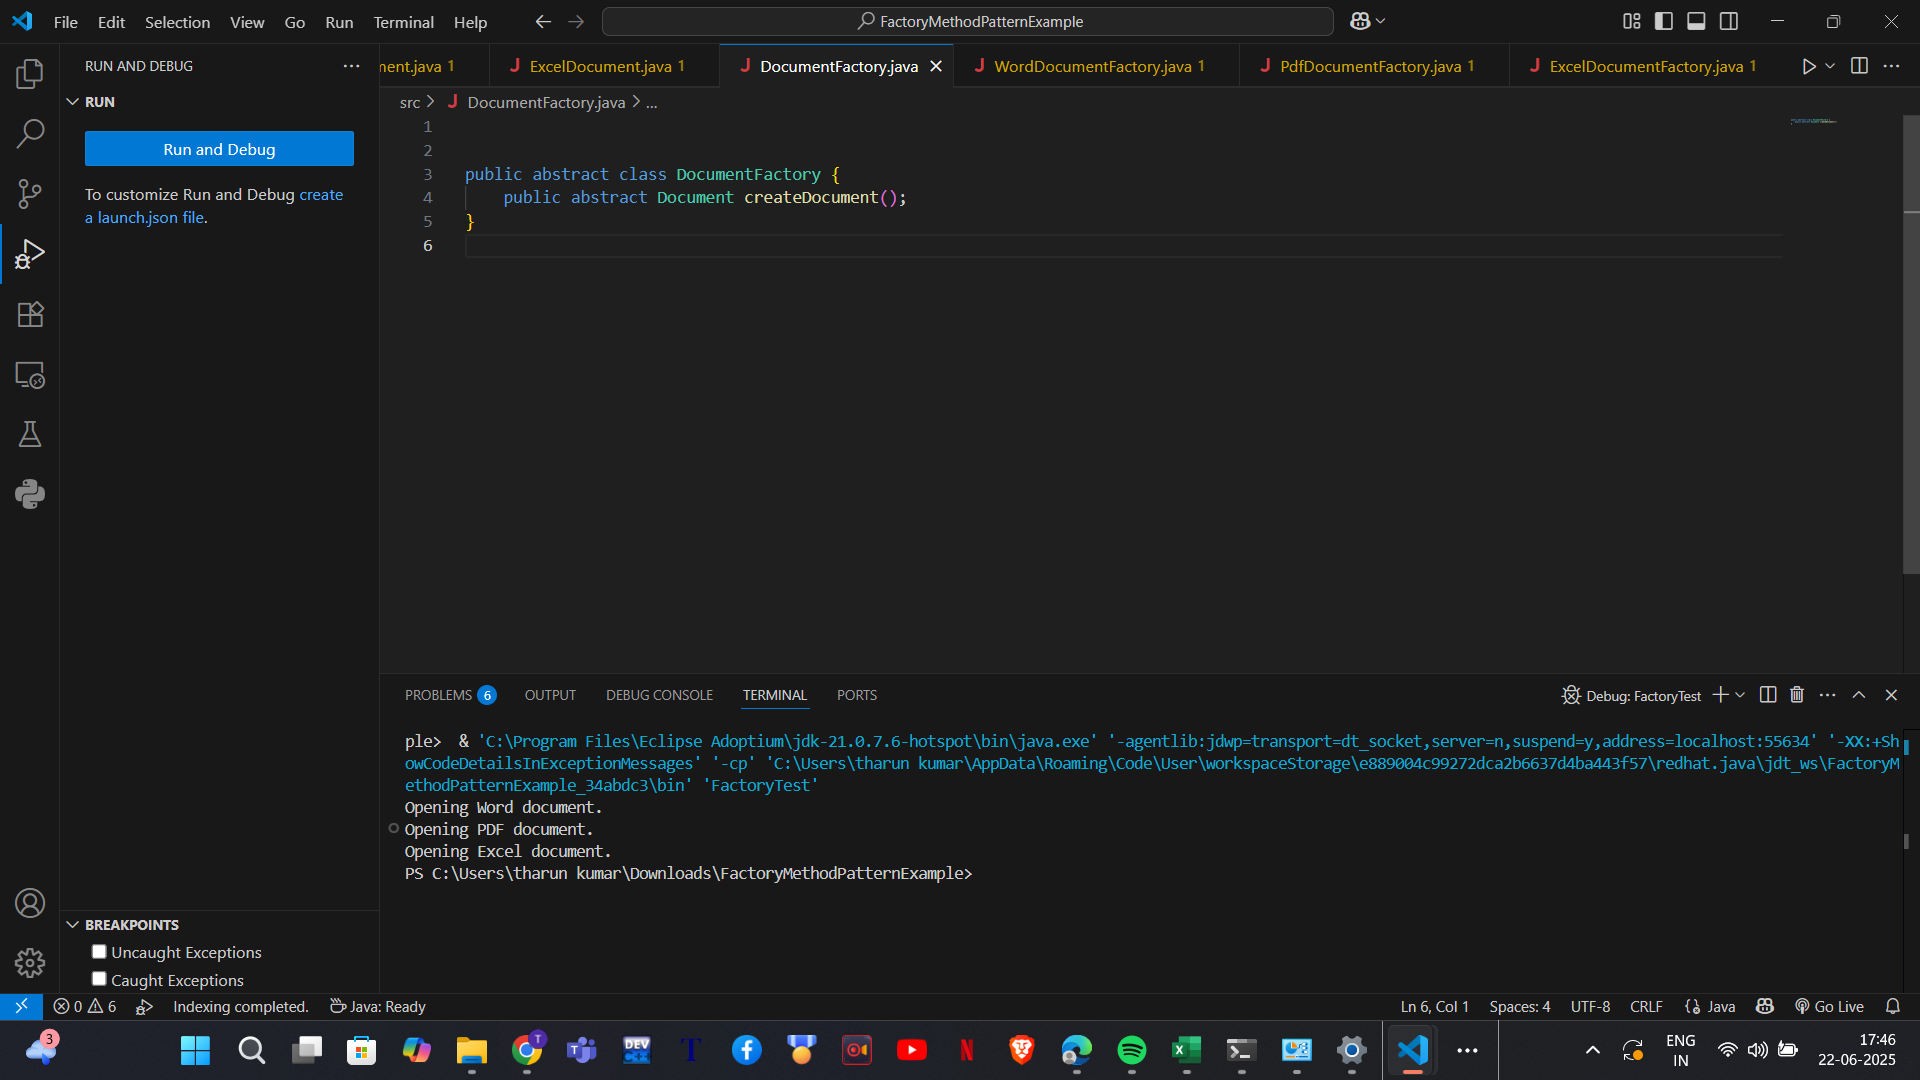 File Edit Selection View Go Run Terminal Help
FactoryMethodPatternExample
RUN AND DEBUG
ment.java 1
J ExcelDocument.java 1
J DocumentFactory.java
J WordDocumentFactory.java 1
J PdfDocumentFactory.java 1
J ExcelDocumentFactory.java 1
RUN
src > J DocumentFactory.java > ...
Run and Debug
To customize Run and Debug create
a launch.json file.
1
2
3 public abstract class DocumentFactory {
4 public abstract Document createDocument();
5 }
6
PROBLEMS 6 OUTPUT DEBUG CONSOLE TERMINAL PORTS
Debug: FactoryTest
ple> & 'C:\Program Files\Eclipse Adoptium\jdk-21.0.7.6-hotspot\bin\java.exe' '-agentlib:jdwp=transport=dt_socket,server=n,suspend=y,address=localhost:55634' '-XX:+Sh
owCodeDetailsInExceptionMessages' '-cp' 'C:\Users\tharun kumar\AppData\Roaming\Code\User\workspaceStorage\e889004c99272dca2b6637d4ba443f57\redhat.java\jdt_ws\FactoryM
ethodPatternExample_34abdc3\bin' 'FactoryTest'
Opening Word document.
Opening PDF document.
Opening Excel document.
PS C:\Users\tharun kumar\Downloads\FactoryMethodPatternExample>
BREAKPOINTS
Uncaught Exceptions
Caught Exceptions
0 6 Indexing completed. Java: Ready
Ln 6, Col 1 Spaces: 4 UTF-8 CRLF Java Go Live
3
T
DEV
T
N
ENG
IN
17:46
22-06-2025